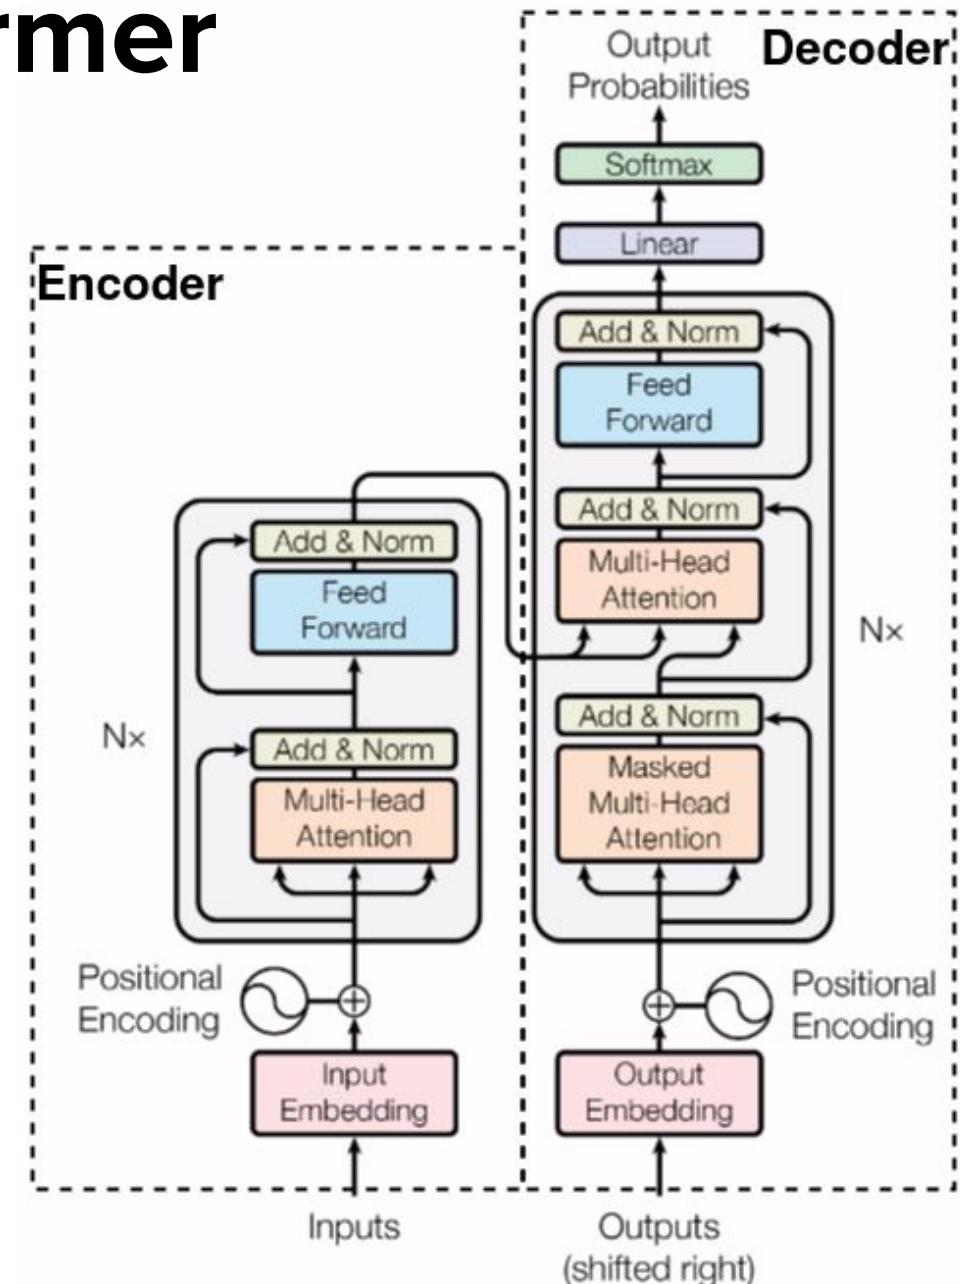 rmer
Output
Probabilities
Decoder
Softmax
Linear
Add & Norm
Feed
Forward
Add & Norm
Multi-Head
Attention
Nx
Add & Norm
Masked
Multi-Head
Attention
Positional
Encoding
Output
Embedding
Outputs
(shifted right)
Encoder
Add & Norm
Feed
Forward
Nx
Add & Norm
Multi-Head
Attention
Positional
Encoding
Input
Embedding
Inputs